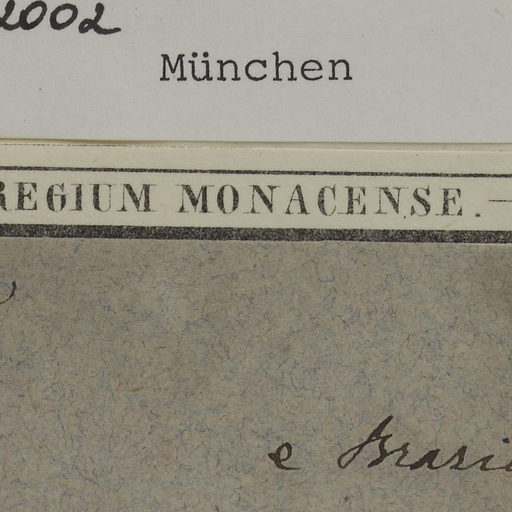 2002
München
REGIUM MONACENSE. —
e Brasi